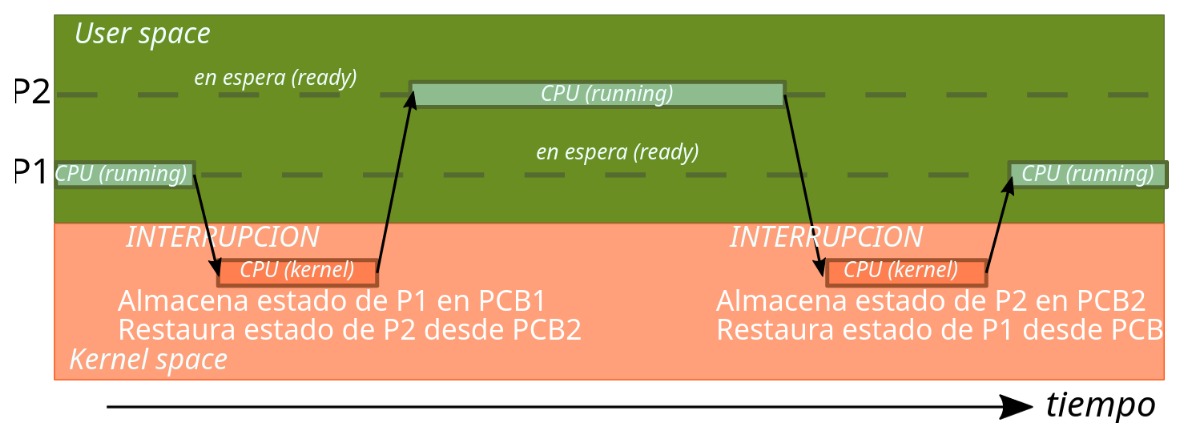 User space
en espera (ready)
P2
CPU (running)
en espera (ready)
P1
CPU (running)
CPU (running)
INTERRUPCION
INTERRUPCION
CPU (kernel)
CPU (kernel)
Almacena estado de P1 en PCB1
Restaura estado de P2 desde PCB2
Almacena estado de P2 en PCB2
Restaura estado de P1 desde PCB
Kernel space
tiempo